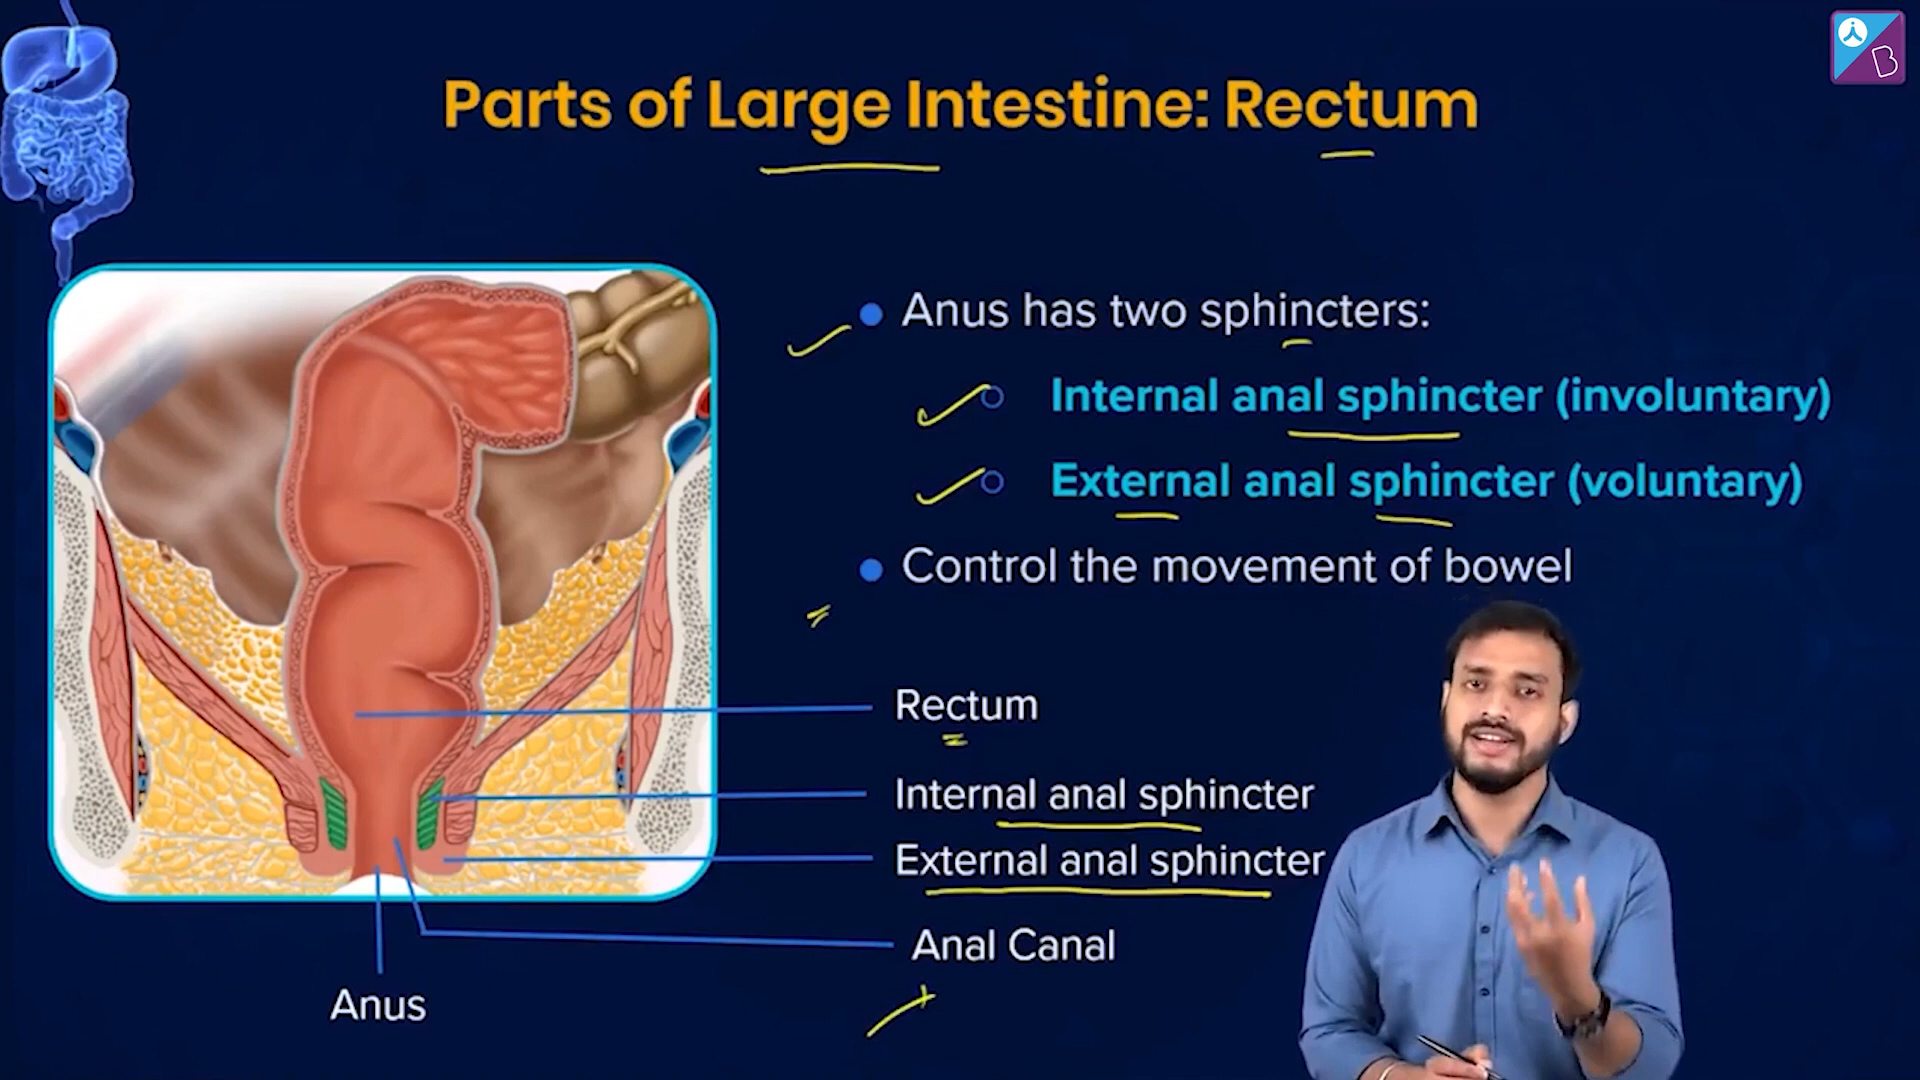 Parts of Large Intestine: Rectum
Anus has two sphincters:
Internal anal sphincter (involuntary)
External anal sphincter (voluntary)
Control the movement of bowel
Rectum
Internal anal sphincter
External anal sphincter
Anal Canal
Anus
B